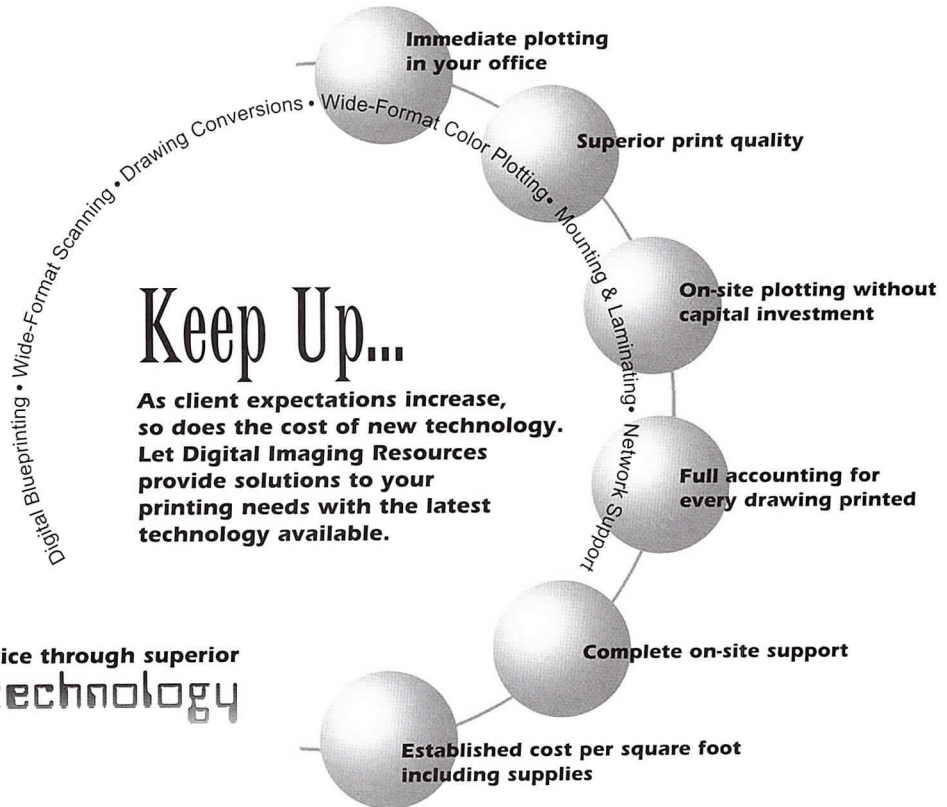 Immediate plotting
in your office
Superior print quality
On-site plotting without
capital investment
Full accounting for
every drawing printed
Complete on-site support
Established cost per square foot
including supplies
Digital Blueprinting • Wide-Format Scanning • Drawing Conversions • Wide-Format Color Plotting • Mounting & Laminating • Network Support
Keep Up...
As client expectations increase,
so does the cost of new technology.
Let Digital Imaging Resources
provide solutions to your
printing needs with the latest
technology available.
through superior